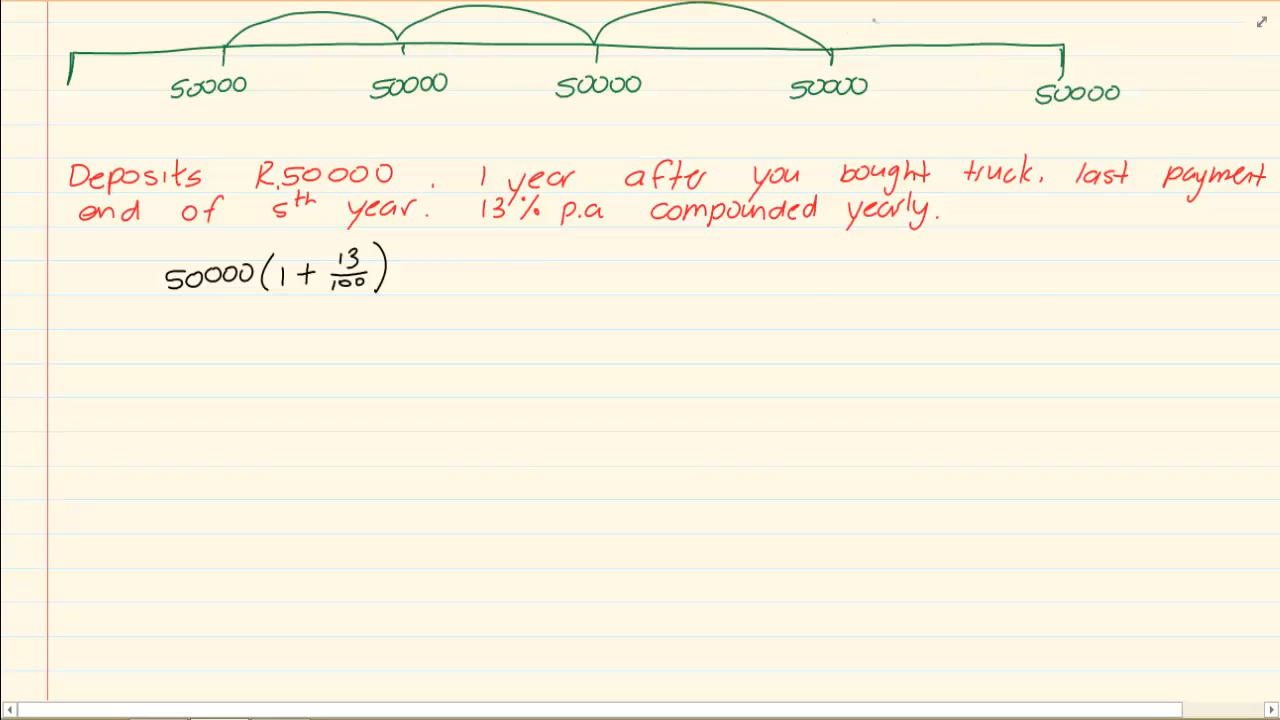 50000 50000 50000 50000 50000
Deposits R50000 . 1 year after you bought truck. last payment
end of 5th year. 13% p.a compounded yearly.
50000(1 + 13/100)